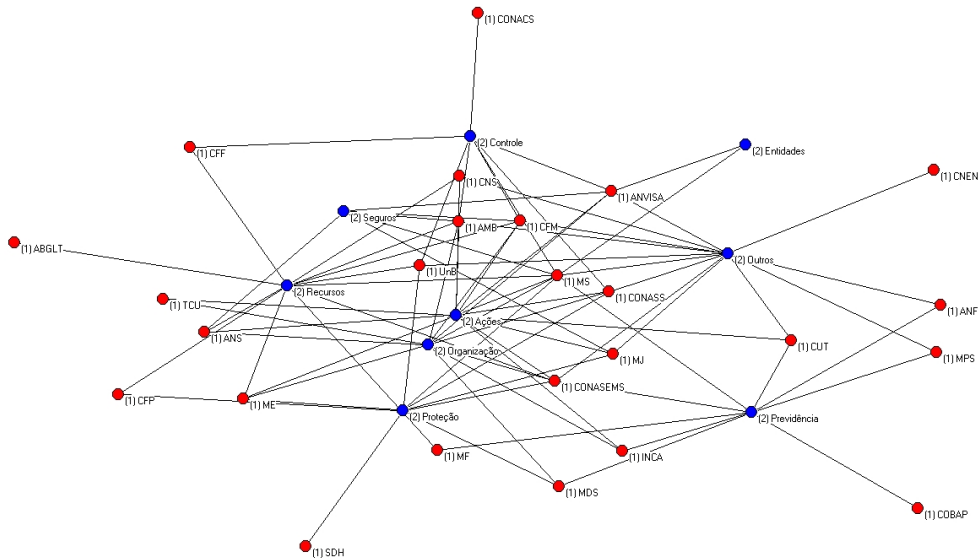 (1) CONACS
(2) Controle
(2) Entidades
(1) CFF
(1) CNEN
(1) CNS
(1) ANVISA
(2) Seguros
(1) AMB
(1) CFM
(1) ABGLT
(2) Outros
(1) UnB
(1) MS
(2) Recursos
(1) CONASS
(1) TCU
(1) ANF
(2) Ações
(1) ANS
(1) CUT
(2) Organização
(1) MJ
(1) MPS
(1) CONASEMS
(1) CFP
(1) ME
(2) Proteção
(2) Previdência
(1) MF
(1) INCA
(1) MDS
(1) COBAP
(1) SDH